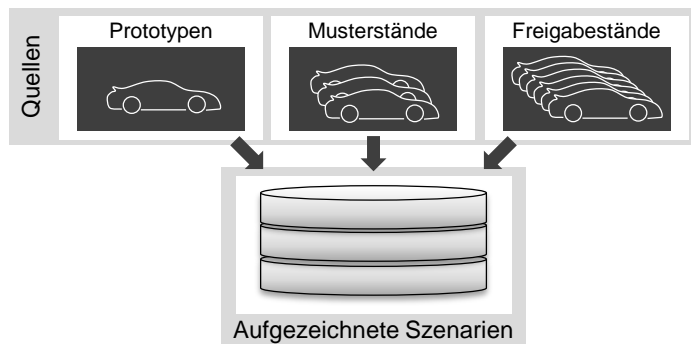 Quellen
Prototypen
Musterstände
Freigabestände
Aufgezeichnete Szenarien